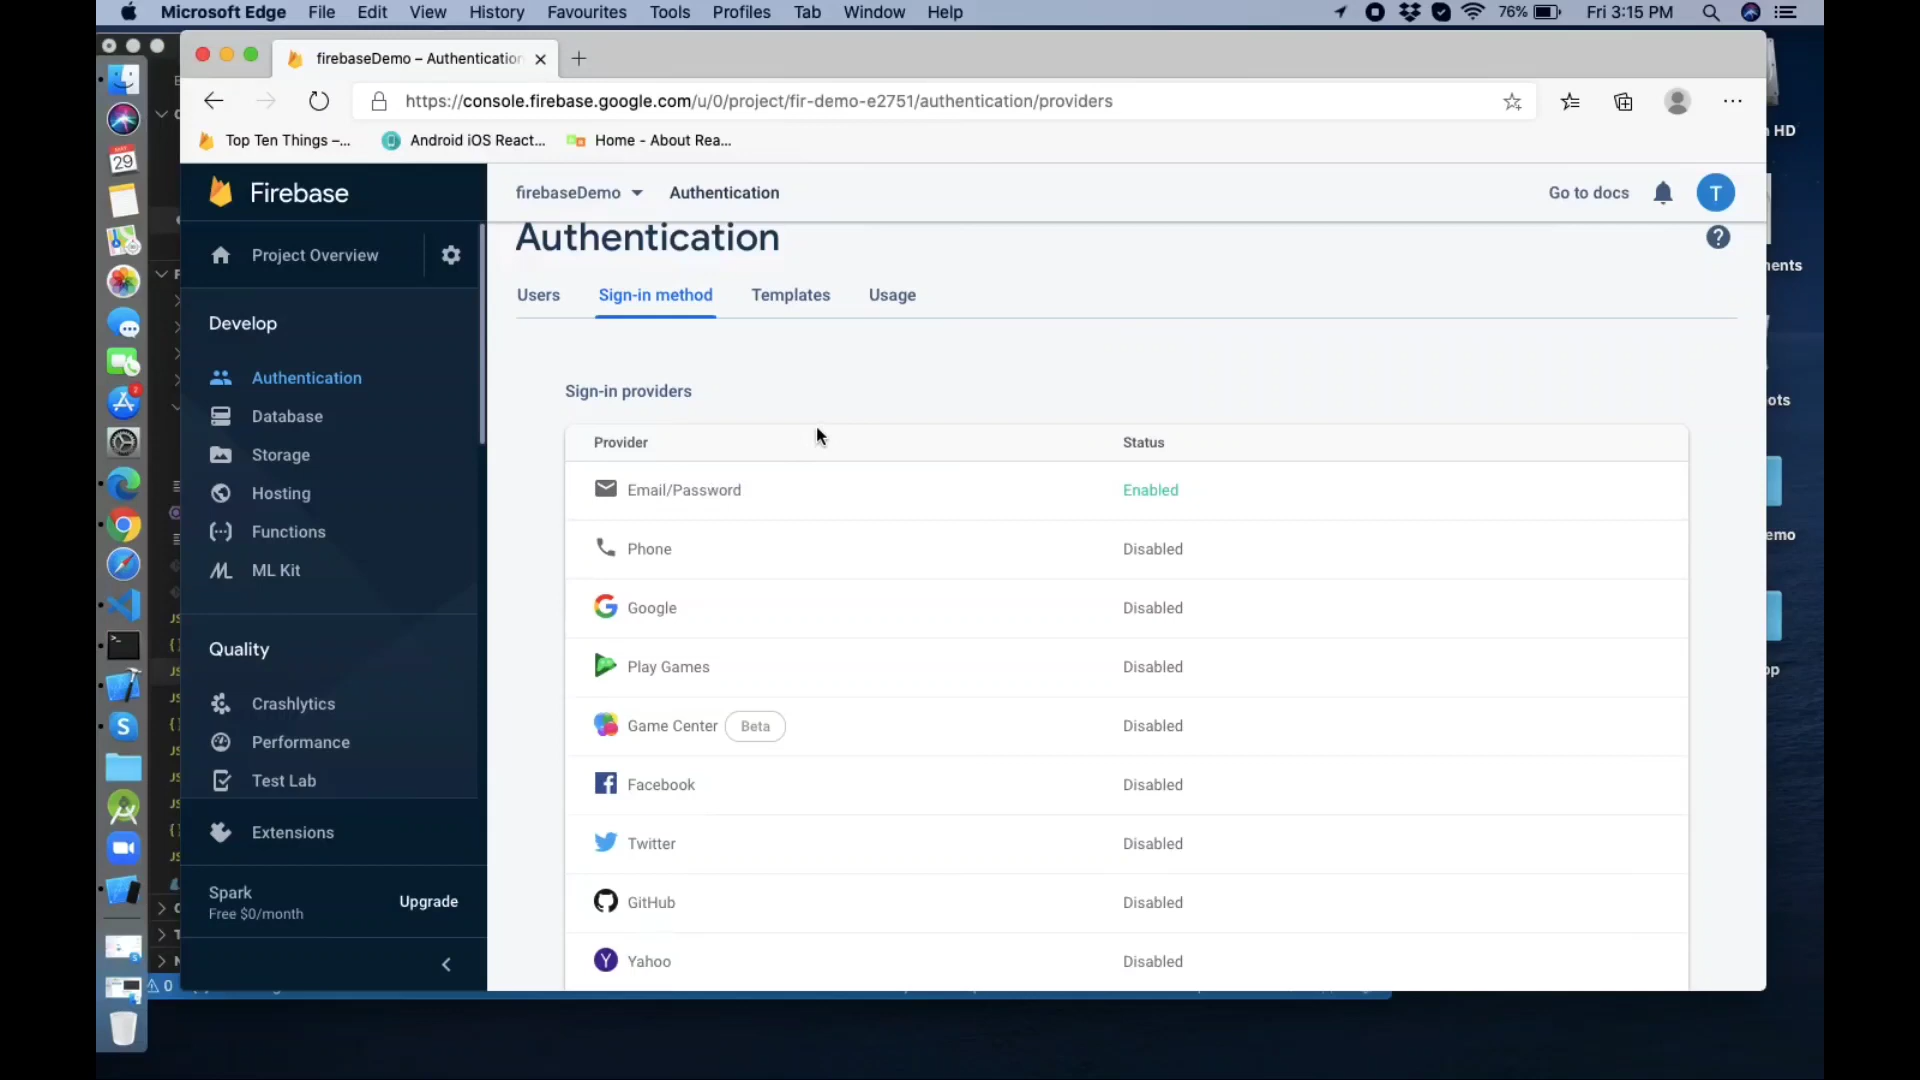 Microsoft Edge File Edit View History Favourites Tools Profiles Tab Window Help
76% Fri 3:15 PM
firebaseDemo – Authentication
https://console.firebase.google.com/u/0/project/fir-demo-e2751/authentication/providers
Top Ten Things –...
Android iOS React...
Home - About Rea...
HD
29
Firebase
firebaseDemo
Authentication
Go to docs
T
Authentication
Project Overview
Users
Sign-in method
Templates
Usage
Develop
Authentication
Database
Storage
Hosting
Functions
ML Kit
Quality
Crashlytics
Performance
Test Lab
Extensions
Spark
Free $0/month
Upgrade
Sign-in providers
Provider Status
Email/Password Enabled
Phone Disabled
Google Disabled
Play Games Disabled
Game Center Beta Disabled
Facebook Disabled
Twitter Disabled
GitHub Disabled
Yahoo Disabled
2
0